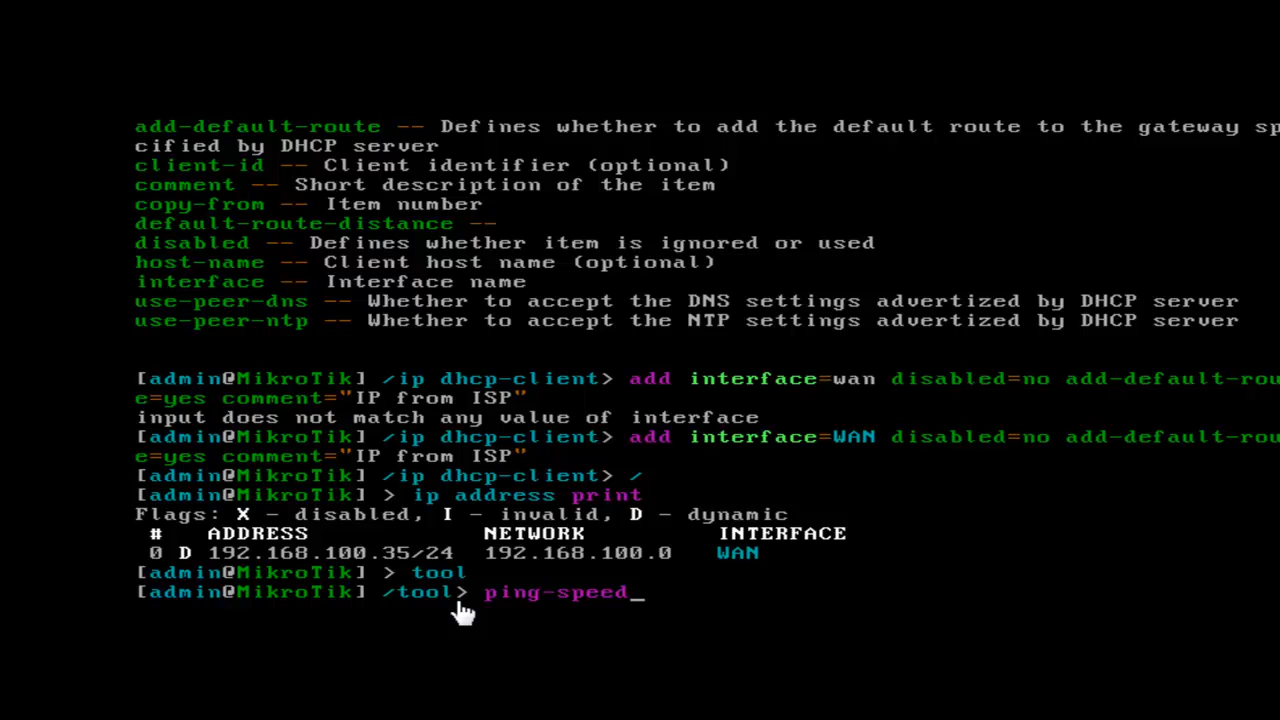 add-default-route -- Defines whether to add the default route to the gateway sp
cified by DHCP server
client-id -- Client identifier (optional)
comment -- Short description of the item
copy-from -- Item number
default-route-distance --
disabled -- Defines whether item is ignored or used
host-name -- Client host name (optional)
interface -- Interface name
use-peer-dns -- Whether to accept the DNS settings advertized by DHCP server
use-peer-ntp -- Whether to accept the NTP settings advertized by DHCP server
[admin@MikroTik] /ip dhcp-client> add interface=wan disabled=no add-default-rou
e=yes comment="IP from ISP"
input does not match any value of interface
[admin@MikroTik] /ip dhcp-client> add interface=WAN disabled=no add-default-rou
e=yes comment="IP from ISP"
[admin@MikroTik] /ip dhcp-client> /
[admin@MikroTik] > ip address print
Flags: X - disabled, I - invalid, D - dynamic
# ADDRESS NETWORK INTERFACE
0 D 192.168.100.35/24 192.168.100.0 WAN
[admin@MikroTik] > tool
[admin@MikroTik] /tool> ping-speed_